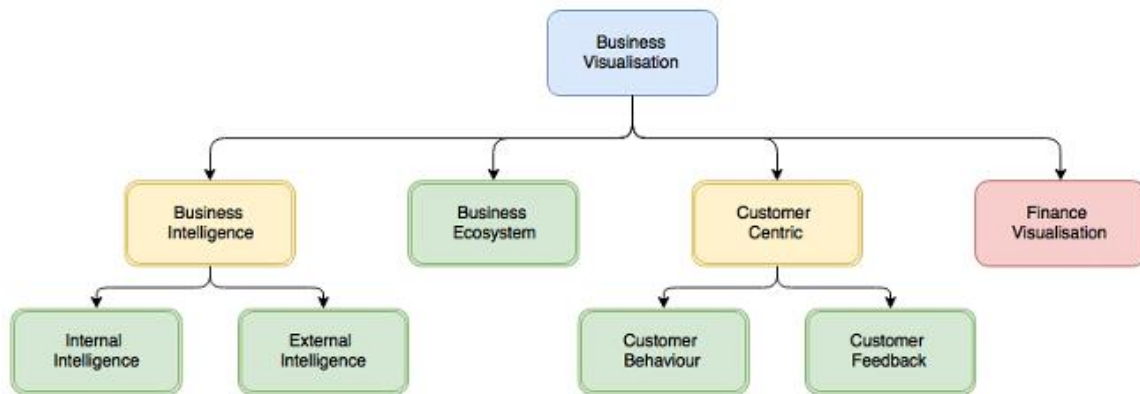 Business
Visualisation
Business
Intelligence
Business
Ecosystem
Customer
Centric
Finance
Visualisation
Internal
Intelligence
External
Intelligence
Customer
Behaviour
Customer
Feedback